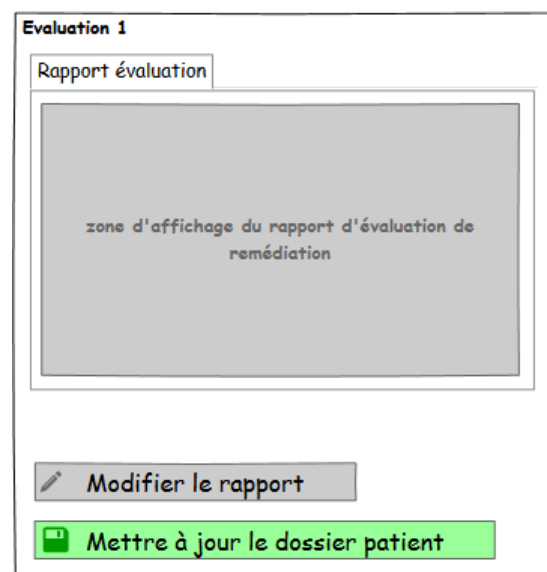 Evaluation 1
Rapport évaluation
zone d'affichage du rapport d'évaluation de
remédiation
Modifier le rapport
Mettre à jour le dossier patient